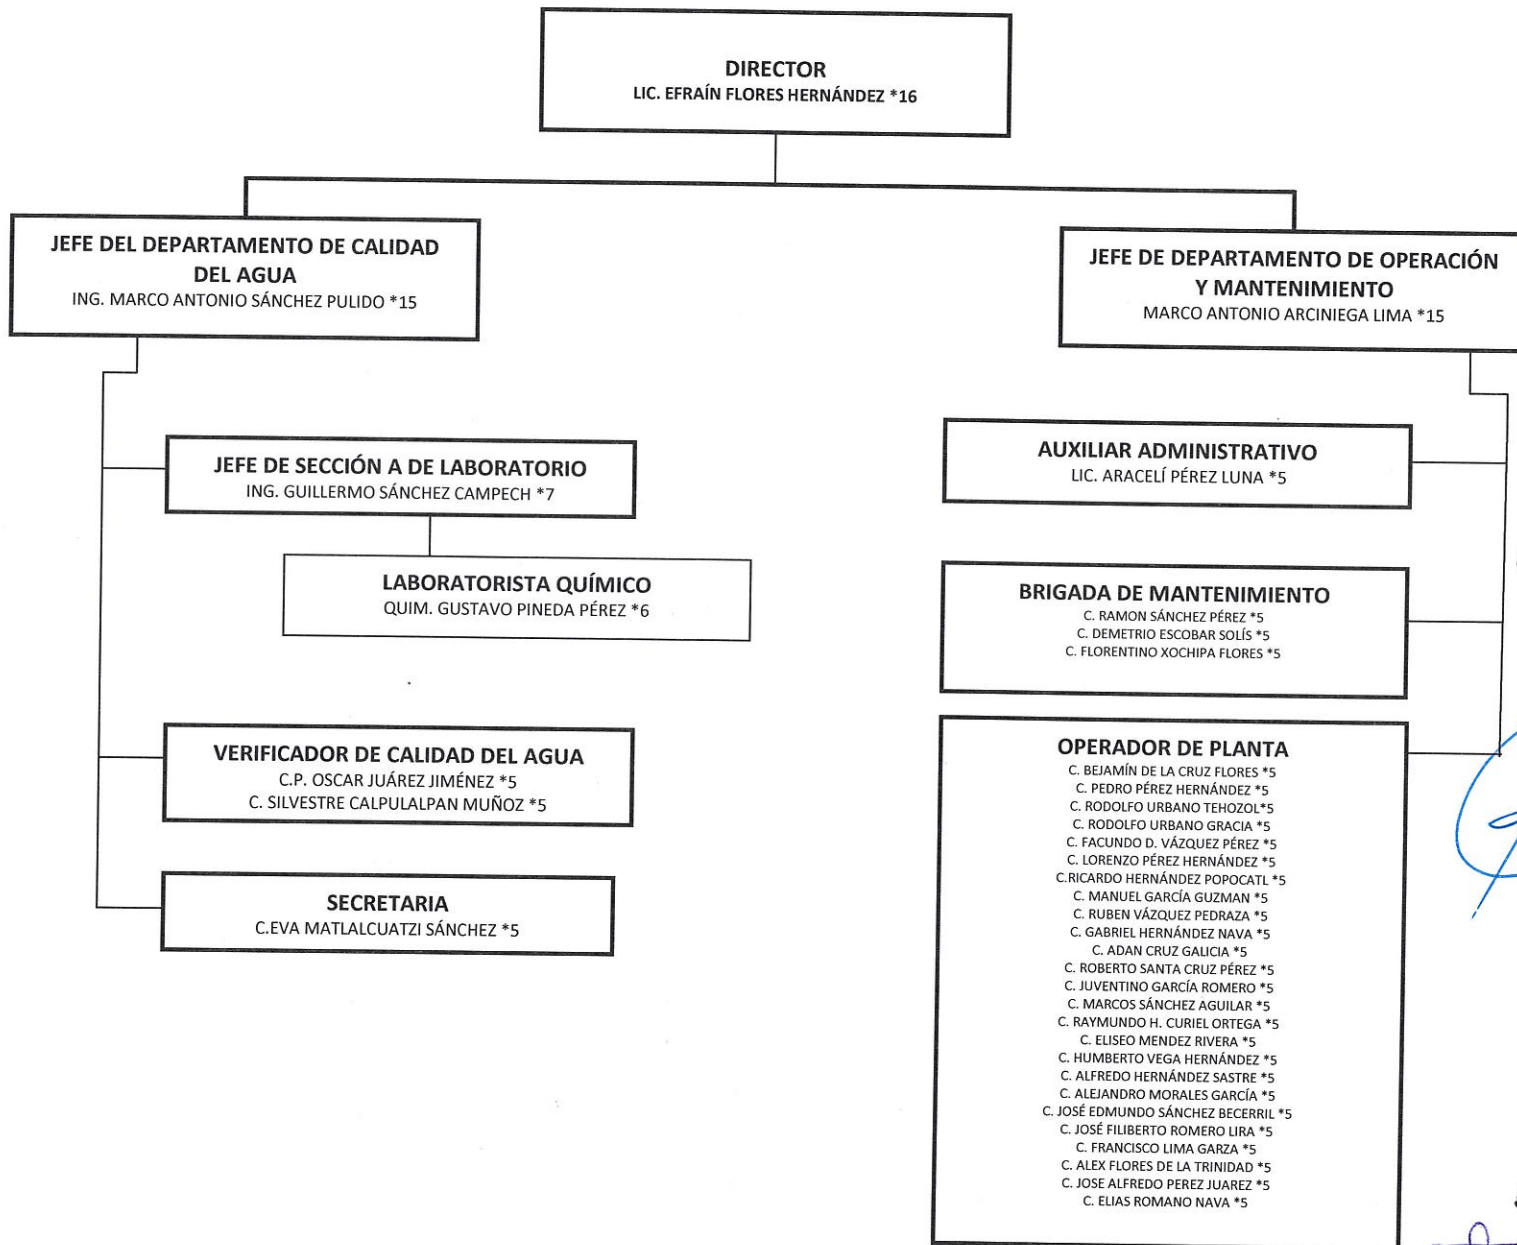 DIRECTOR
LIC. EFRAÍN FLORES HERNÁNDEZ *16
JEFE DEL DEPARTAMENTO DE CALIDAD
DEL AGUA
ING. MARCO ANTONIO SÁNCHEZ PULIDO *15
JEFE DE SECCIÓN A DE LABORATORIO
ING. GUILLERMO SÁNCHEZ CAMPECH *7
LABORATORISTA QUÍMICO
QUIM. GUSTAVO PINEDA PÉREZ *6
VERIFICADOR DE CALIDAD DEL AGUA
C.P. OSCAR JUÁREZ JIMÉNEZ *5
C. SILVESTRE CALPULALPAN MUÑOZ *5
SECRETARIA
C.EVA MATLALCUATZI SÁNCHEZ *5
JEFE DE DEPARTAMENTO DE OPERACIÓN
Y MANTENIMIENTO
MARCO ANTONIO ARCINIEGA LIMA *15
AUXILIAR ADMINISTRATIVO
LIC. ARACELÍ PÉREZ LUNA *5
BRIGADA DE MANTENIMIENTO
C. RAMON SÁNCHEZ PÉREZ *5
C. DEMETRIO ESCOBAR SOLÍS *5
C. FLORENTINO XOCHIPA FLORES *5
OPERADOR DE PLANTA
C. BEJAMÍN DE LA CRUZ FLORES *5
C. PEDRO PÉREZ HERNÁNDEZ *5
C. RODOLFO URBANO TEHOZOL*5
C. RODOLFO URBANO GRACIA *5
C. FACUNDO D. VÁZQUEZ PÉREZ *5
C. LORENZO PÉREZ HERNÁNDEZ *5
C.RICARDO HERNÁNDEZ POPOCATL *5
C. MANUEL GARCÍA GUZMAN *5
C. RUBEN VÁZQUEZ PEDRAZA *5
C. GABRIEL HERNÁNDEZ NAVA *5
C. ADAN CRUZ GALICIA *5
C. ROBERTO SANTA CRUZ PÉREZ *5
C. JUVENTINO GARCÍA ROMERO *5
C. MARCOS SÁNCHEZ AGUILAR *5
C. RAYMUNDO H. CURIEL ORTEGA *5
C. ELISEO MENDEZ RIVERA *5
C. HUMBERTO VEGA HERNÁNDEZ *5
C. ALFREDO HERNÁNDEZ SASTRE *5
C. ALEJANDRO MORALES GARCÍA *5
C. JOSÉ EDMUNDO SÁNCHEZ BECERRIL *5
C. JOSÉ FILIBERTO ROMERO LIRA *5
C. FRANCISCO LIMA GARZA *5
C. ALEX FLORES DE LA TRINIDAD *5
C. JOSE ALFREDO PEREZ JUAREZ *5
C. ELIAS ROMANO NAVA *5